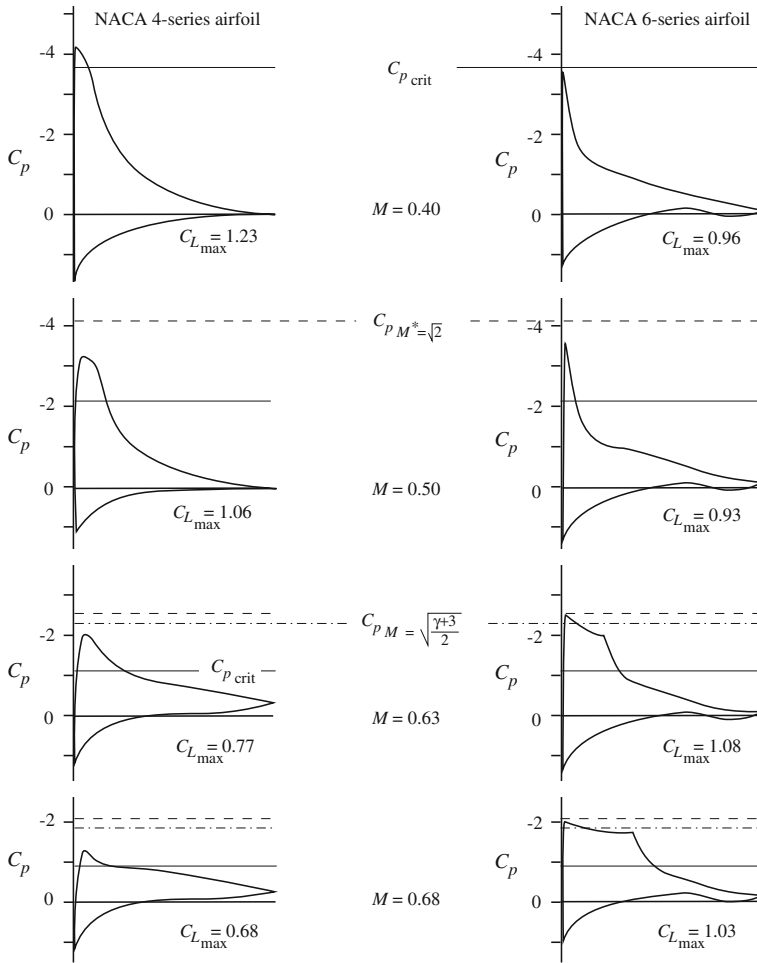 NACA 4-series airfoil
NACA 6-series airfoil
-4
-2
0
C_p
C_p crit
-4
-2
0
C_p
M = 0.40
C_L max = 1.23
C_L max = 0.96
-4
-2
0
C_p
C_p M* = √2
-4
-2
0
C_p
M = 0.50
C_L max = 1.06
C_L max = 0.93
-2
0
C_p
C_p M = √((γ+3)/2)
C_p crit
-2
0
C_p
M = 0.63
C_L max = 0.77
C_L max = 1.08
-2
0
C_p
-2
0
C_p
M = 0.68
C_L max = 0.68
C_L max = 1.03